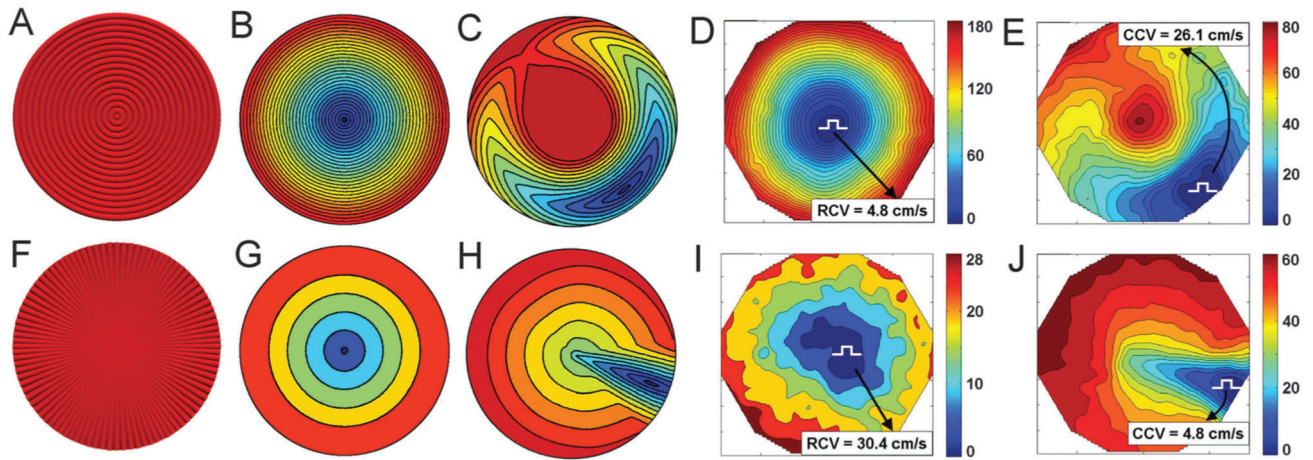 A
B
C
D
180
120
60
0
RCV = 4.8 cm/s
E
CCV = 26.1 cm/s
80
60
40
20
0
F
G
H
I
28
20
10
0
RCV = 30.4 cm/s
J
60
40
20
0
CCV = 4.8 cm/s